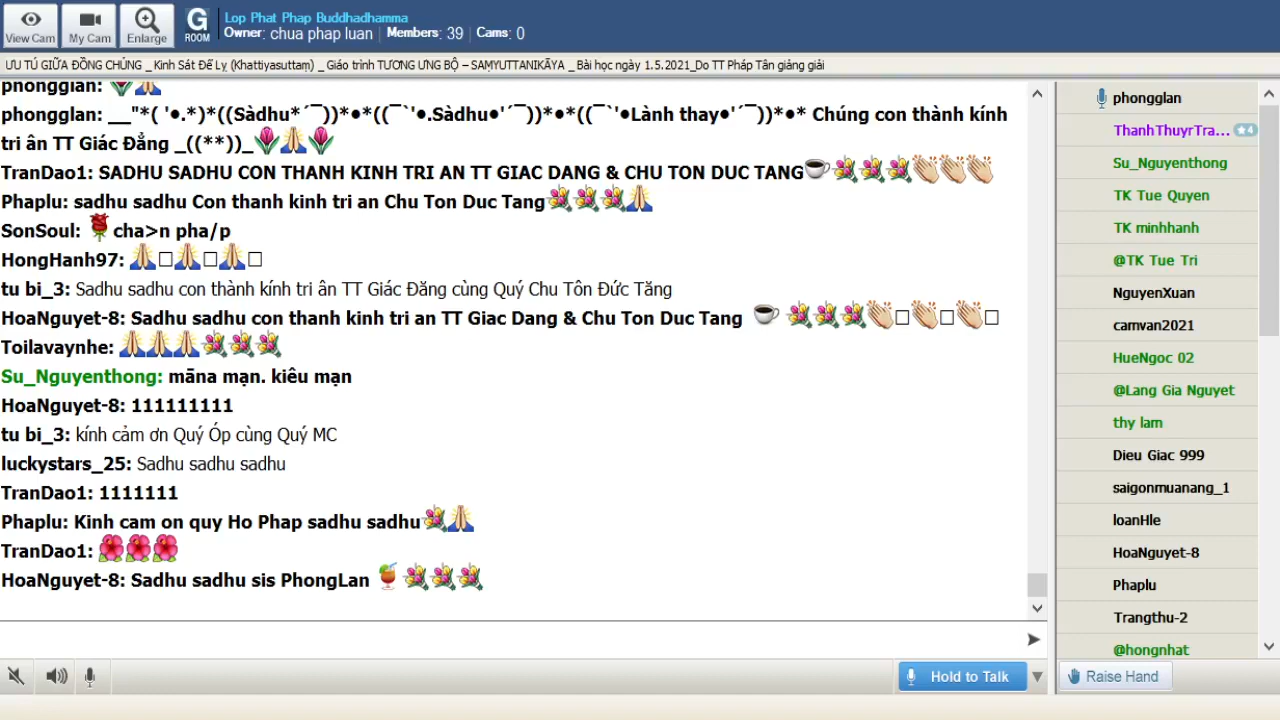 View Cam
My Cam
Enlarge
G
ROOM
Lop Phat Phap Buddhadhamma
Owner: chua phap luan Members: 39 Cams: 0
ƯU TÚ GIỮA ĐỒNG CHÚNG _ Kinh Sát Đế Lỵ (Khattiyasuttaṃ) _ Giáo trình TƯƠNG ƯNG BỘ – SAṂYUTTANIKĀYA _Bài học ngày 1.5.2021_Do TT Pháp Tân giảng giải
phongglan:
phongglan: __"*( '•.*)*((Sàdhu*´¯))*•*((¯`'•.Sàdhu•'´¯))*•*((¯`'•Lành thay•'´¯))*•* Chúng con thành kính
tri ân TT Giác Đẳng _((**))_
TranDao1: SADHU SADHU CON THANH KINH TRI AN TT GIAC DANG & CHU TON DUC TANG
Phaplu: sadhu sadhu Con thanh kinh tri an Chu Ton Duc Tang
SonSoul: cha>n pha/p
HongHanh97:
tu bi_3: Sadhu sadhu con thành kính tri ân TT Giác Đăng cùng Quý Chu Tôn Đức Tăng
HoaNguyet-8: Sadhu sadhu con thanh kinh tri an TT Giac Dang & Chu Ton Duc Tang
Toilavaynhe:
Su_Nguyenthong: māna mạn. kiêu mạn
HoaNguyet-8: 111111111
tu bi_3: kính cảm ơn Quý Óp cùng Quý MC
luckystars_25: Sadhu sadhu sadhu
TranDao1: 1111111
Phaplu: Kinh cam on quy Ho Phap sadhu sadhu
TranDao1:
HoaNguyet-8: Sadhu sadhu sis PhongLan
Hold to Talk
phongglan
ThanhThuyrTra... ★4
Su_Nguyenthong
TK Tue Quyen
TK minhhanh
@TK Tue Tri
NguyenXuan
camvan2021
HueNgoc 02
@Lang Gia Nguyet
thy lam
Dieu Giac 999
saigonmuanang_1
loanHle
HoaNguyet-8
Phaplu
Trangthu-2
@hongnhat
Raise Hand